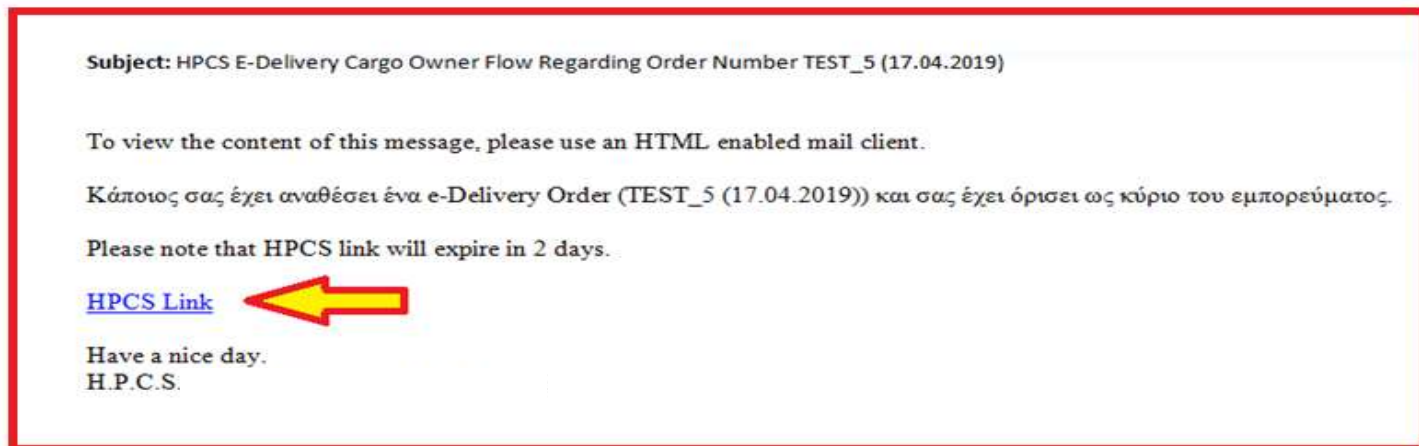 Subject: HPCS E-Delivery Cargo Owner Flow Regarding Order Number TEST_5 (17.04.2019)
To view the content of this message, please use an HTML enabled mail client.
Κάποιος σας έχει αναθέσει ένα e-Delivery Order (TEST_5 (17.04.2019)) και σας έχει όρισει ως κύριο του εμπορεύματος.
Please note that HPCS link will expire in 2 days.
HPCS Link
Have a nice day.
H.P.C.S.